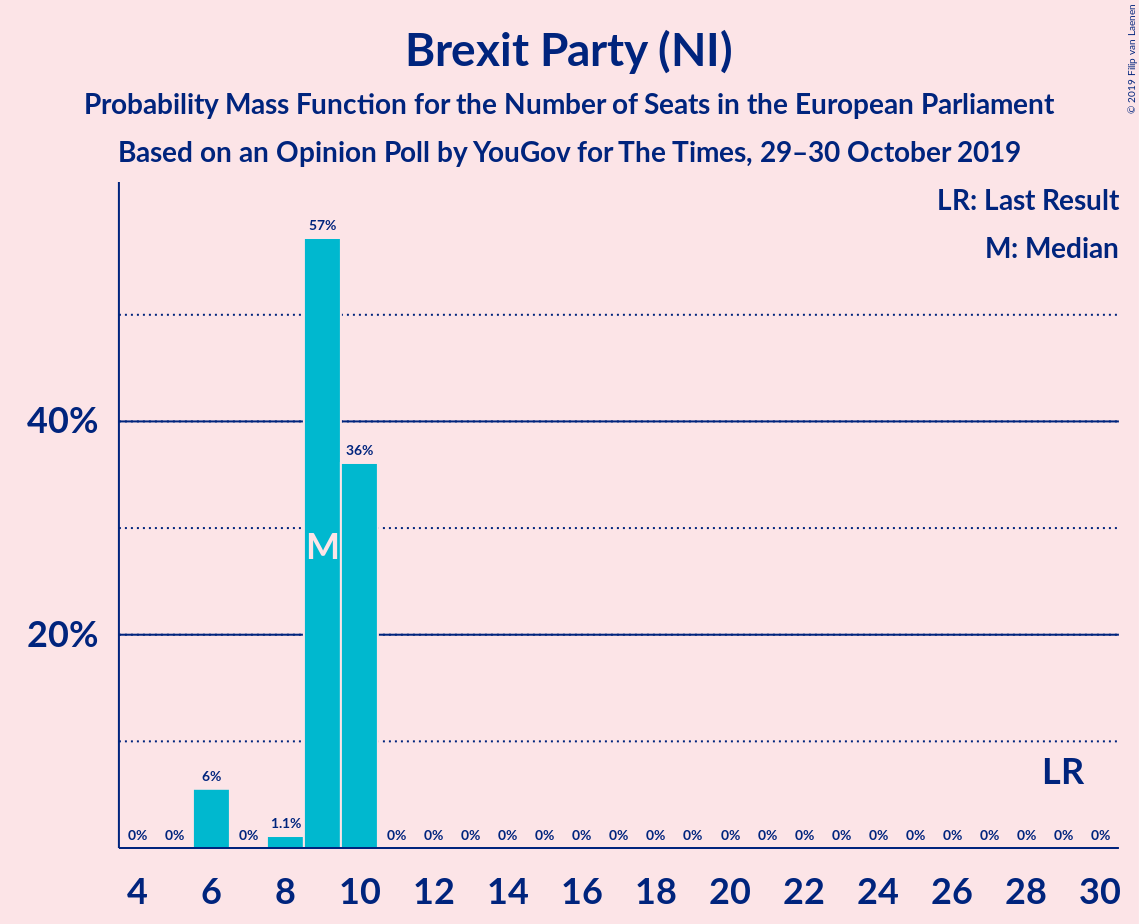 Brexit Party (NI)
Probability Mass Function for the Number of Seats in the European Parliament
Based on an Opinion Poll by YouGov for The Times, 29–30 October 2019
© 2019 Filip van Laenen
LR: Last Result
M: Median
57%
40%
36%
M
20%
LR
6%
1.1%
0% 0% 0% 0% 0% 0% 0% 0% 0% 0% 0% 0% 0% 0% 0% 0% 0% 0% 0% 0% 0% 0% 0%
4 6 8 10 12 14 16 18 20 22 24 26 28 30